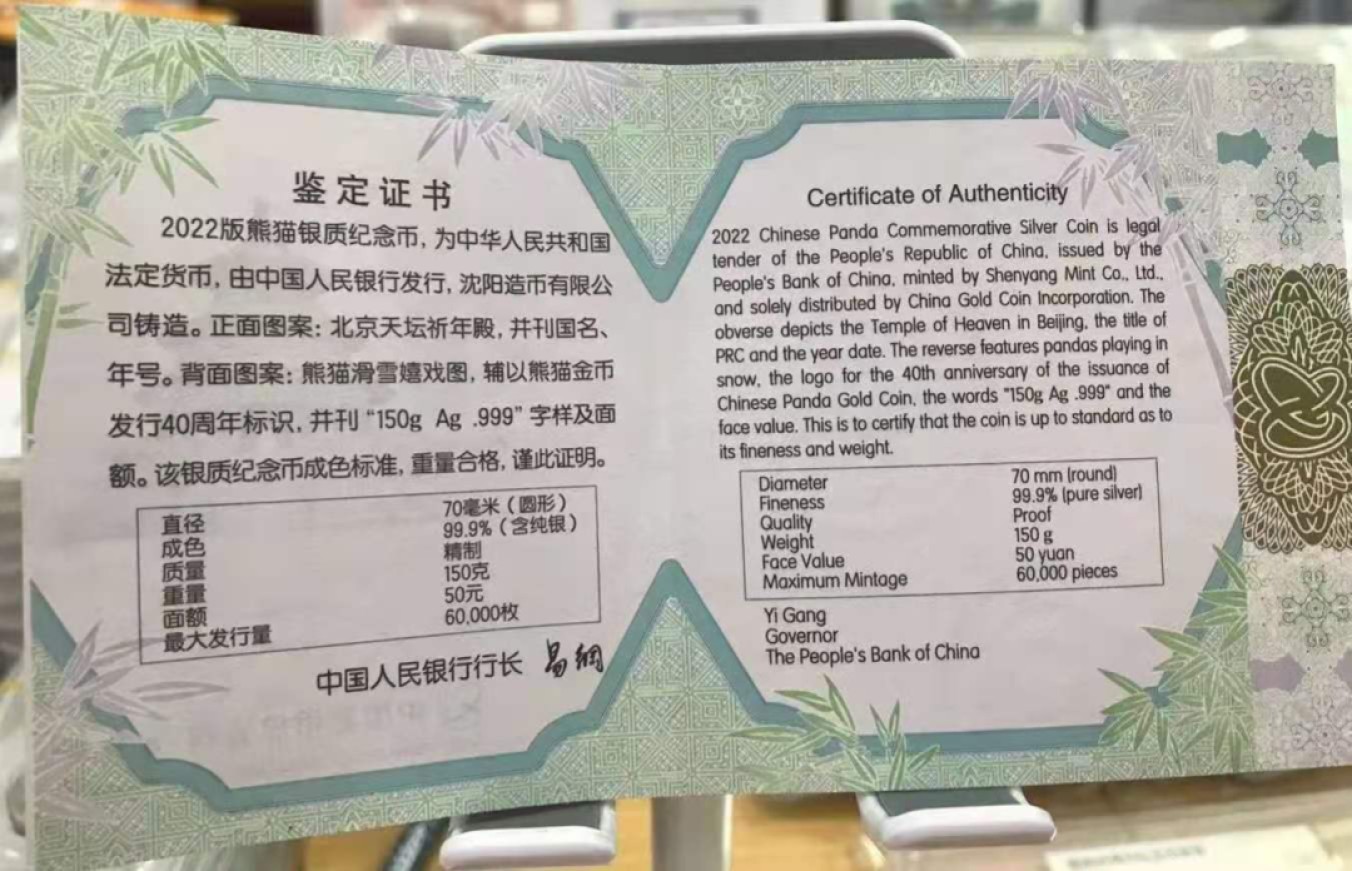 鉴定证书
2022版熊猫银质纪念币，为中华人民共和国
法定货币，由中国人民银行发行，沈阳造币有限公
司铸造。正面图案：北京天坛祈年殿，并刊国名、
年号。背面图案：熊猫滑雪嬉戏图，辅以熊猫金币
发行40周年标识，并刊“150g Ag .999”字样及面
额。该银质纪念币成色标准，重量合格，谨此证明。
直径 70毫米（圆形）
成色 99.9%（含纯银）
质量 精制
重量 150克
面额 50元
最大发行量 60,000枚
中国人民银行行长 易纲
Certificate of Authenticity
2022 Chinese Panda Commemorative Silver Coin is legal
tender of the People's Republic of China, issued by the
People's Bank of China, minted by Shenyang Mint Co., Ltd.,
and solely distributed by China Gold Coin Incorporation. The
obverse depicts the Temple of Heaven in Beijing, the title of
PRC and the year date. The reverse features pandas playing in
snow, the logo for the 40th anniversary of the issuance of
Chinese Panda Gold Coin, the words "150g Ag .999" and the
face value. This is to certify that the coin is up to standard as to
its fineness and weight.
Diameter 70 mm (round)
Fineness 99.9% (pure silver)
Quality Proof
Weight 150 g
Face Value 50 yuan
Maximum Mintage 60,000 pieces
Yi Gang
Governor
The People's Bank of China